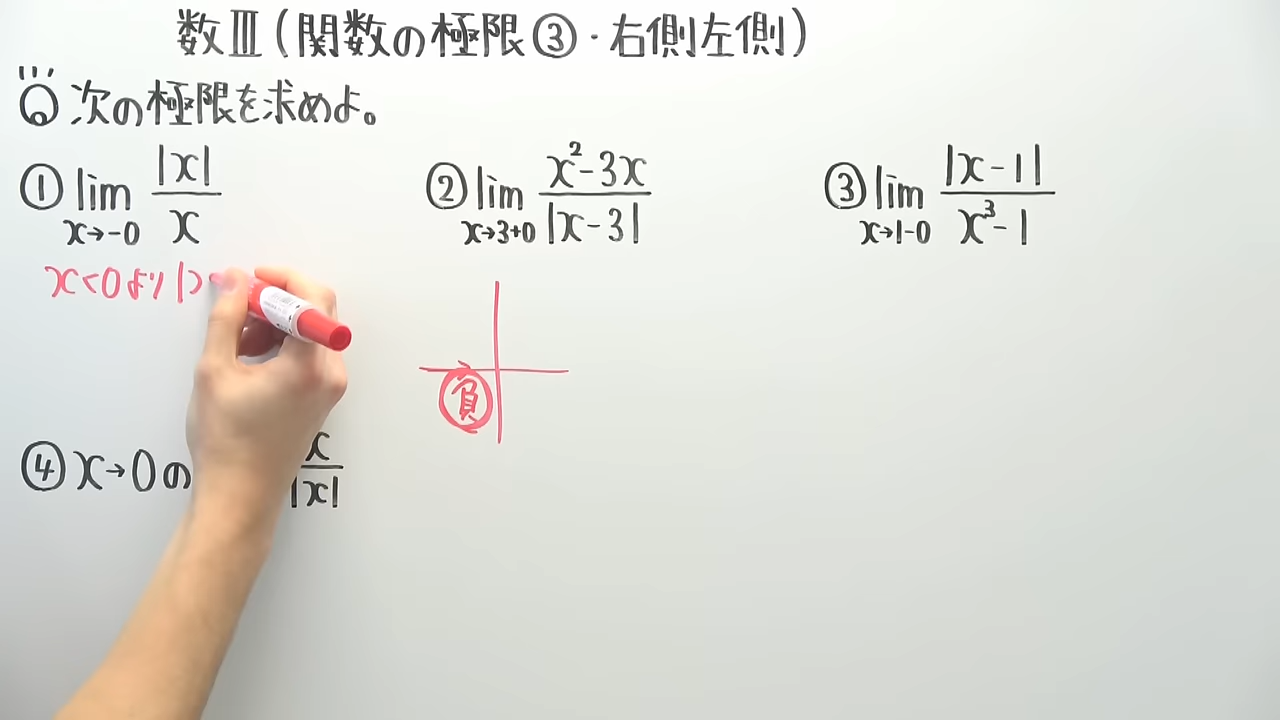 数Ⅲ(関数の極限③・右側左側)
Q 次の極限を求めよ。
① lim x→-0 |x|/x
② lim x→3+0 x²-3x/|x-3|
③ lim x→1-0 |x-1|/x³-1
x<0より |x
負
④ x→0の x/|x|